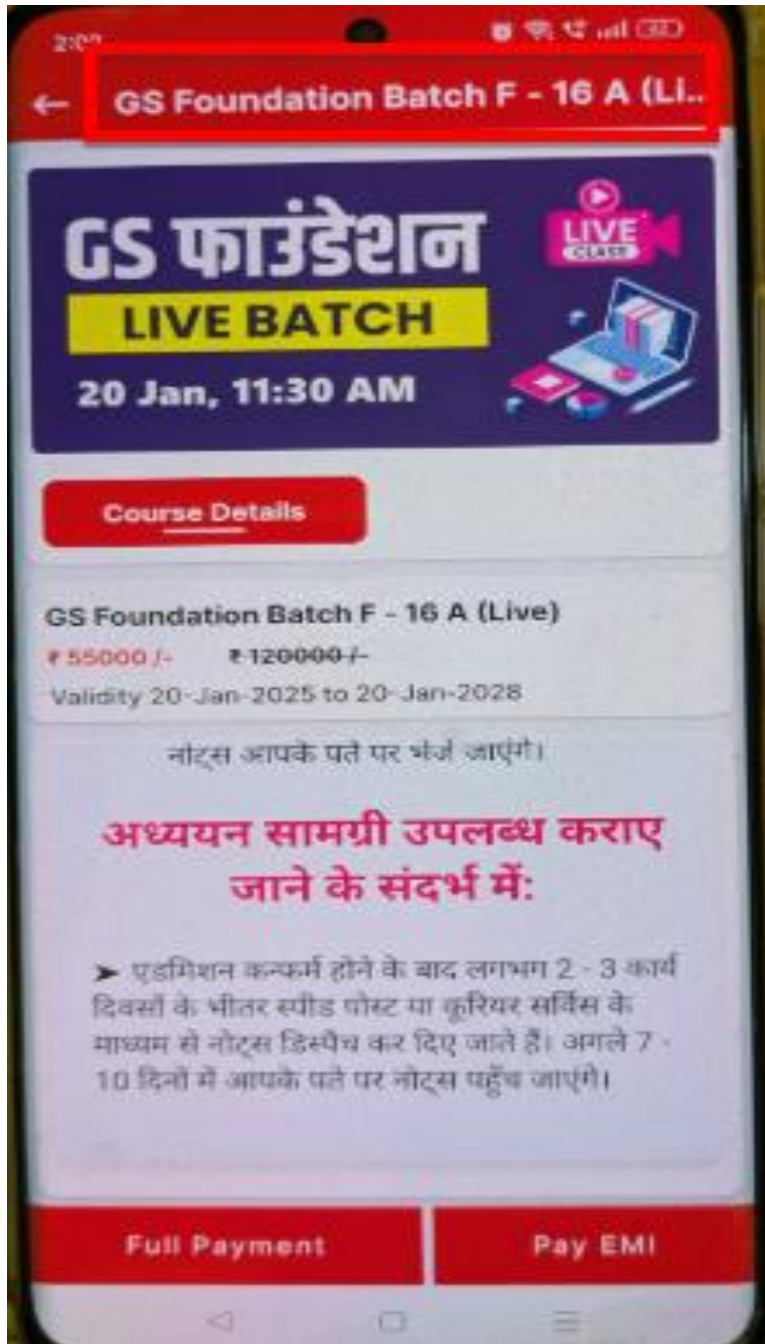 2:02
GS Foundation Batch F - 16 A (Li..
GS फाउंडेशन
LIVE
CLASS
LIVE BATCH
20 Jan, 11:30 AM
Course Details
GS Foundation Batch F - 16 A (Live)
₹ 55000 /- ₹ 120000 /-
Validity 20-Jan-2025 to 20-Jan-2028
नोट्स आपके पते पर भेजे जाएंगे।
अध्ययन सामग्री उपलब्ध कराए
जाने के संदर्भ में:
➤ एडमिशन कन्फर्म होने के बाद लगभग 2 - 3 कार्य
दिवसों के भीतर स्पीड पोस्ट या कूरियर सर्विस के
माध्यम से नोट्स डिस्पैच कर दिए जाते हैं। अगले 7 -
10 दिनों में आपके पते पर नोट्स पहुँच जाएंगे।
Full Payment Pay EMI